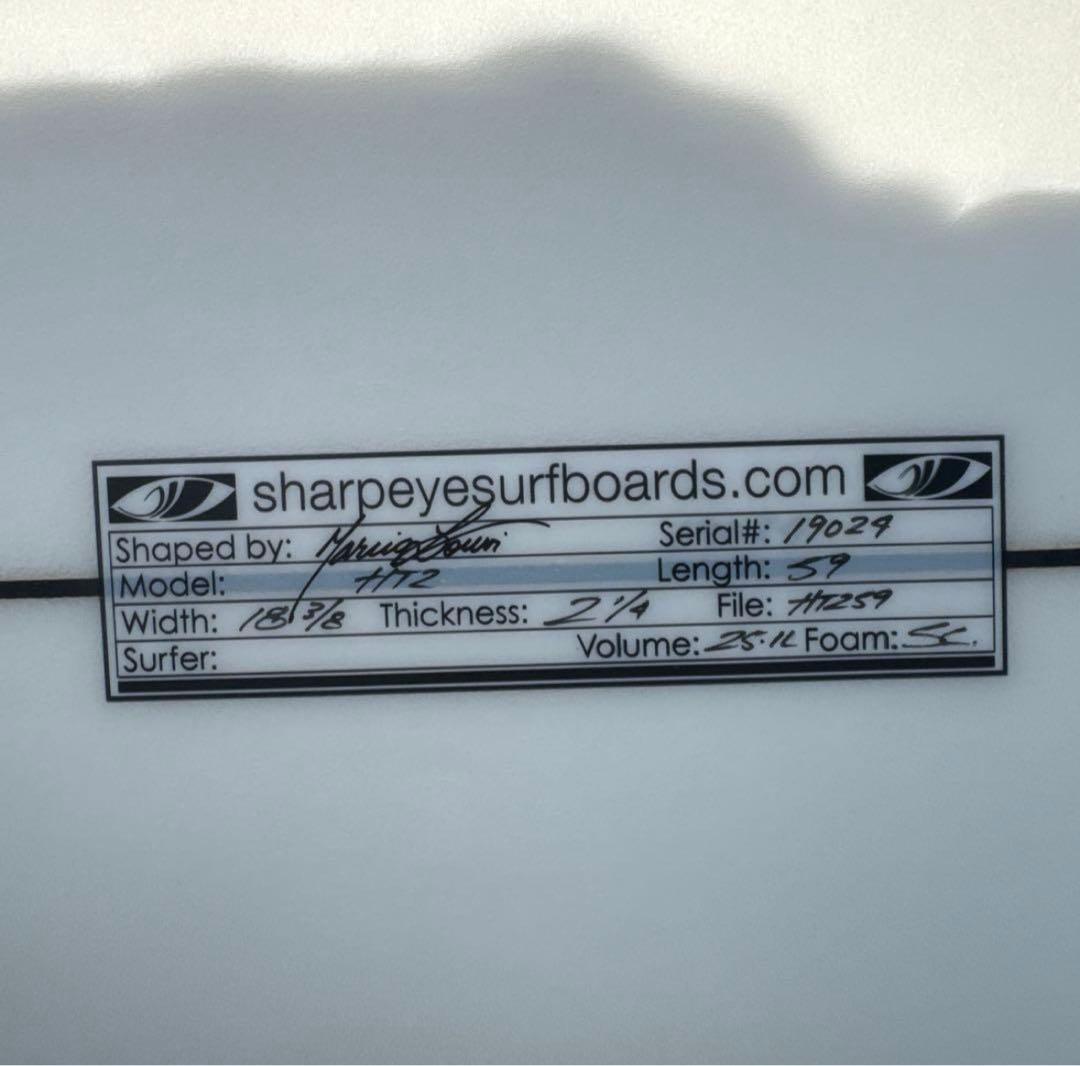 sharpeyesurfboards.com
Shaped by: Serial#: 19029
Model: HT2 Length: 59
Width: 18 3/8 Thickness: 2 1/4 File: HT259
Surfer: Volume: 25.1L Foam: SC.